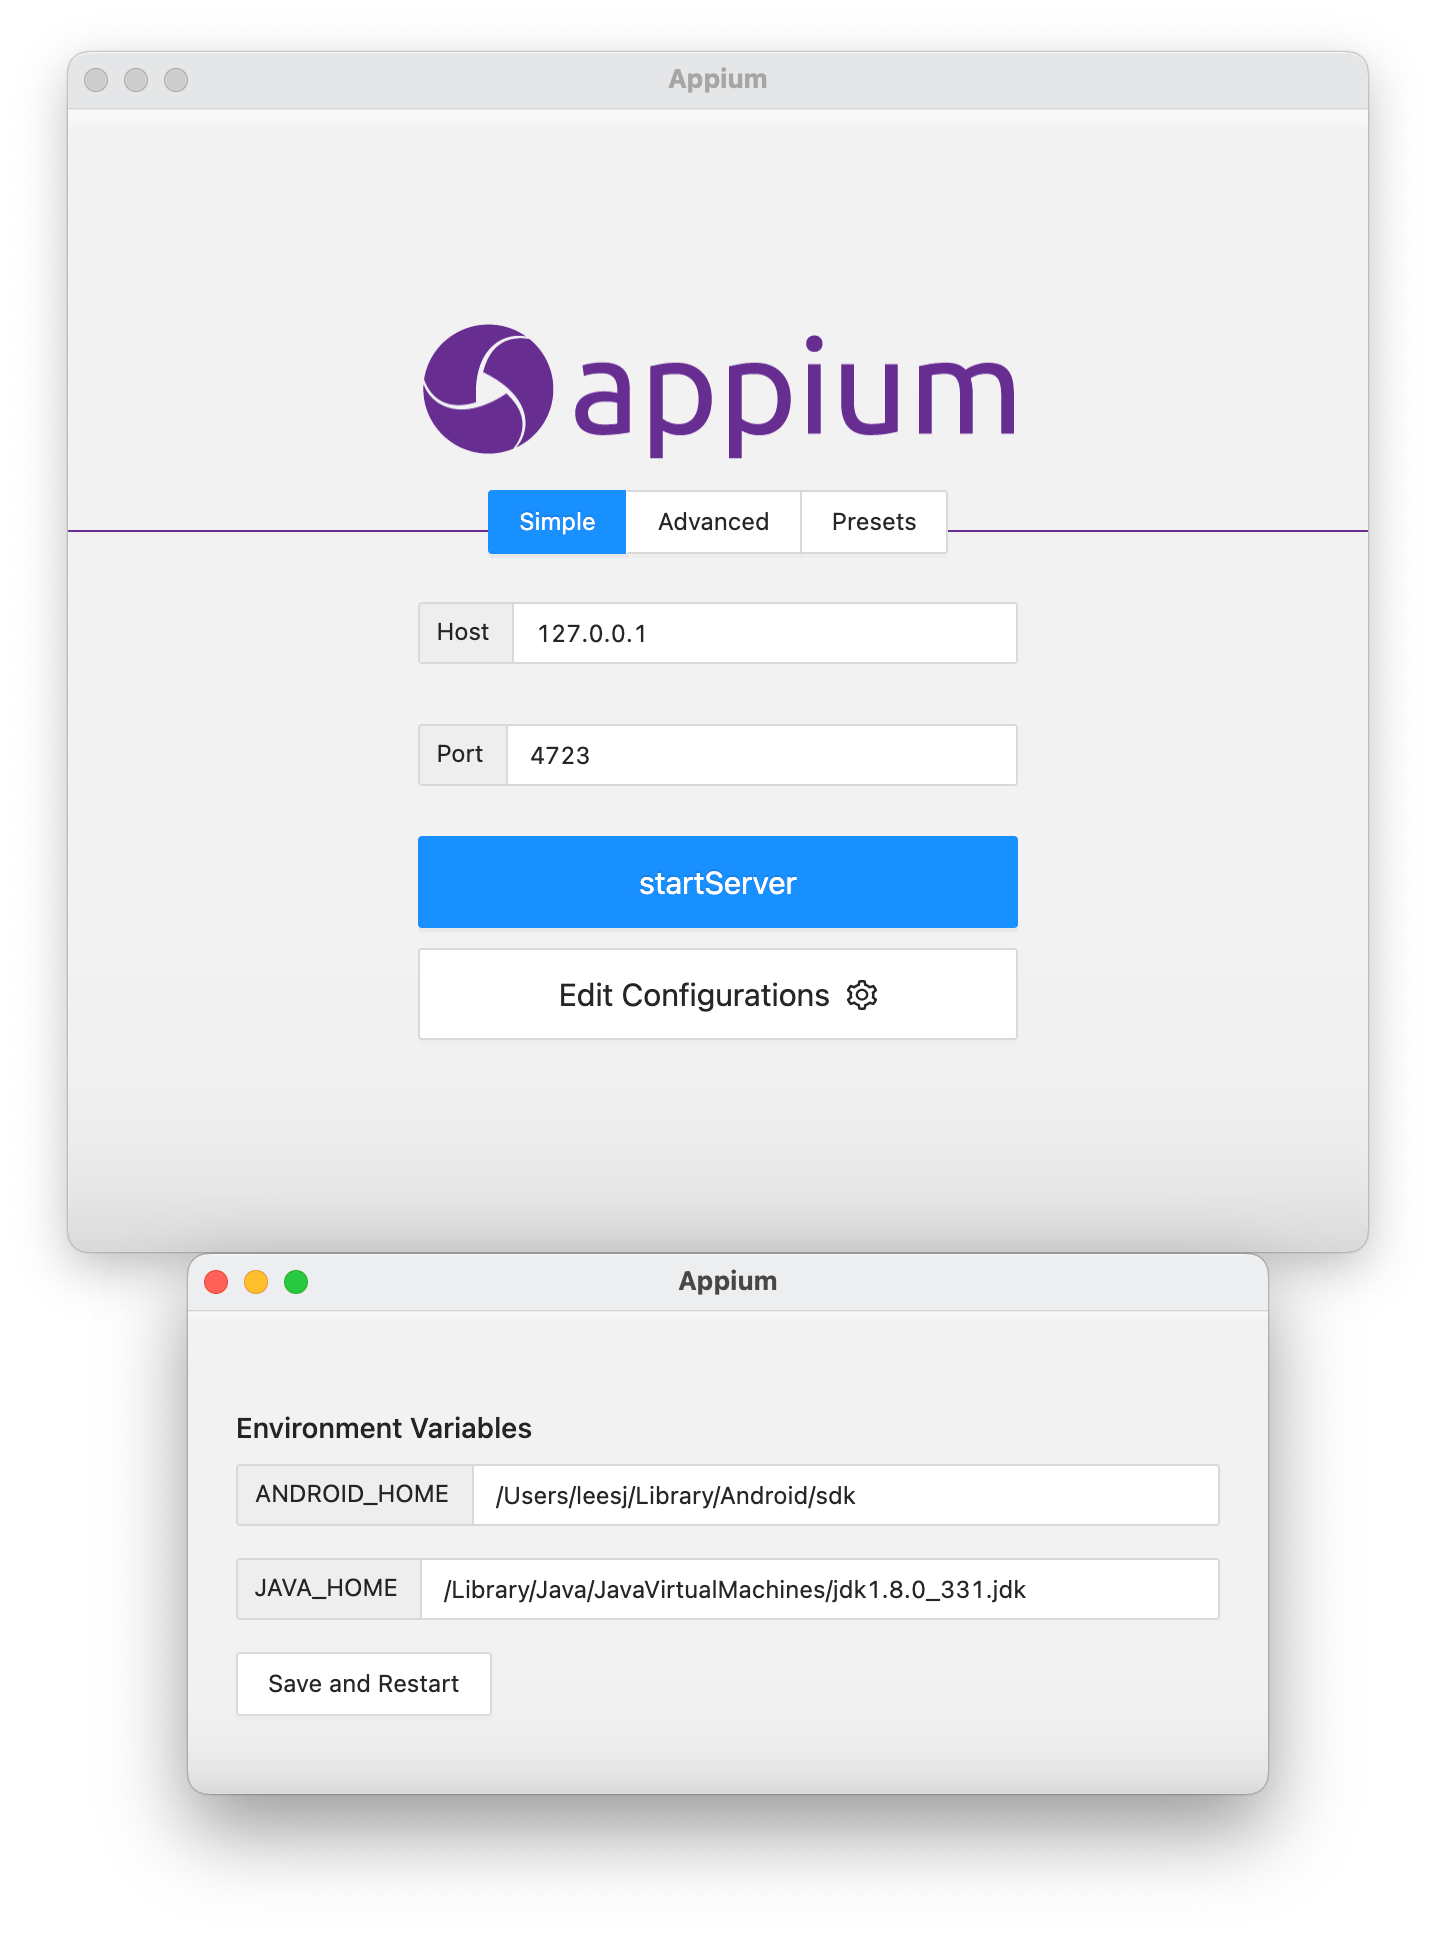 Appium
appium
Simple Advanced Presets
Host 127.0.0.1
Port 4723
startServer
Edit Configurations
Appium
Environment Variables
ANDROID_HOME /Users/leesj/Library/Android/sdk
JAVA_HOME /Library/Java/JavaVirtualMachines/jdk1.8.0_331.jdk
Save and Restart